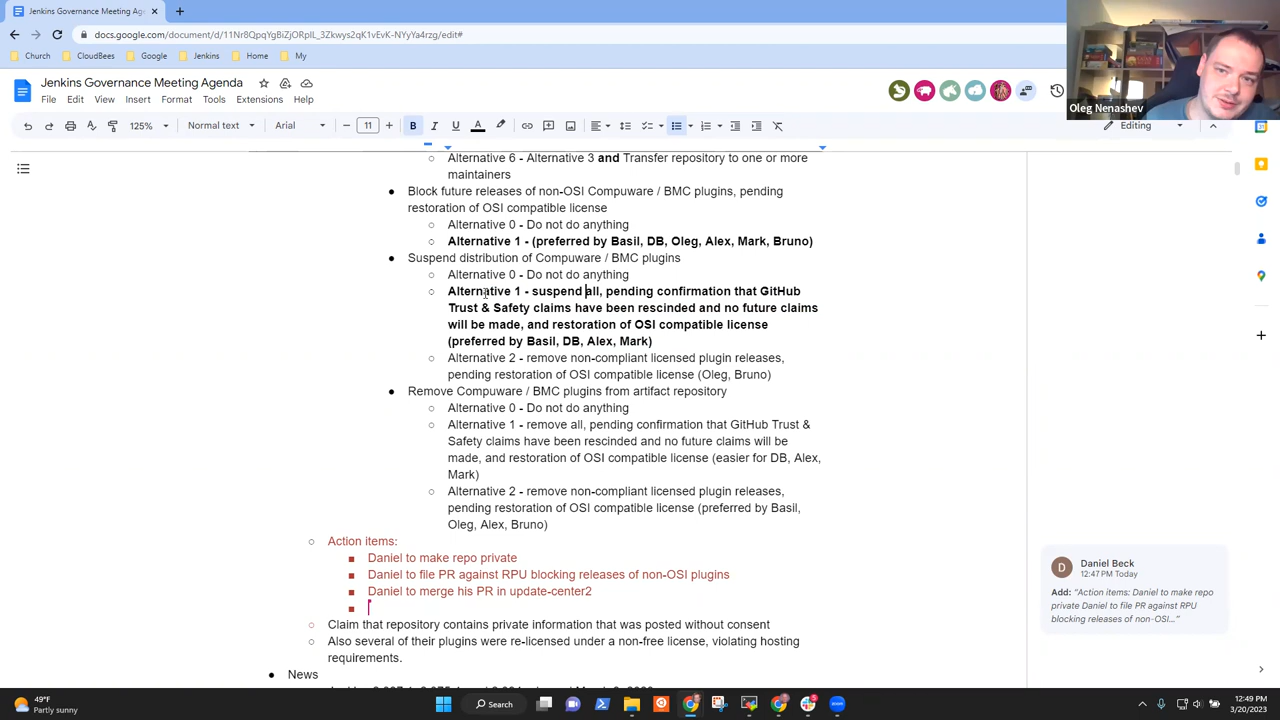 Jenkins Governance Meeting Agenda
docs.google.com/document/d/11Nr8QpqYgBiZjORplL_3Zkwys2qK1vEvK-NYyYa4rzg/edit#
Church
CloudBees
Google
Jenkins
Home
My
Oleg Nenashev
Jenkins Governance Meeting Agenda
File Edit View Insert Format Tools Extensions Help
125% Normal text Arial 11 Editing
Alternative 6 - Alternative 3 and Transfer repository to one or more
maintainers
Block future releases of non-OSI Compuware / BMC plugins, pending
restoration of OSI compatible license
Alternative 0 - Do not do anything
Alternative 1 - (preferred by Basil, DB, Oleg, Alex, Mark, Bruno)
Suspend distribution of Compuware / BMC plugins
Alternative 0 - Do not do anything
Alternative 1 - suspend all, pending confirmation that GitHub
Trust & Safety claims have been rescinded and no future claims
will be made, and restoration of OSI compatible license
(preferred by Basil, DB, Alex, Mark)
Alternative 2 - remove non-compliant licensed plugin releases,
pending restoration of OSI compatible license (Oleg, Bruno)
Remove Compuware / BMC plugins from artifact repository
Alternative 0 - Do not do anything
Alternative 1 - remove all, pending confirmation that GitHub Trust &
Safety claims have been rescinded and no future claims will be
made, and restoration of OSI compatible license (easier for DB, Alex,
Mark)
Alternative 2 - remove non-compliant licensed plugin releases,
pending restoration of OSI compatible license (preferred by Basil,
Oleg, Alex, Bruno)
Action items:
Daniel to make repo private
Daniel to file PR against RPU blocking releases of non-OSI plugins
Daniel to merge his PR in update-center2
Claim that repository contains private information that was posted without consent
Also several of their plugins were re-licensed under a non-free license, violating hosting
requirements.
News
D
Daniel Beck
12:47 PM Today
Add: “Action items: Daniel to make repo
private Daniel to file PR against RPU
blocking releases of non-OSI...”
49°F
Partly sunny
Search
12:49 PM
3/20/2023